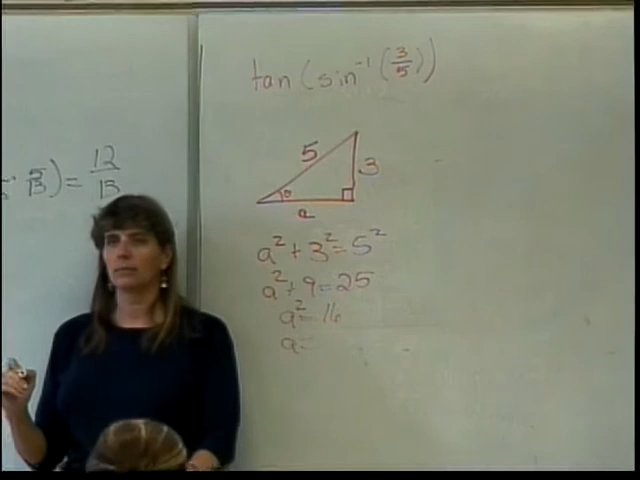 tan(sin⁻¹(3/5))
5
3
θ
a
a² + 3² = 5²
a² + 9 = 25
a² = 16
a =
) = 12/13